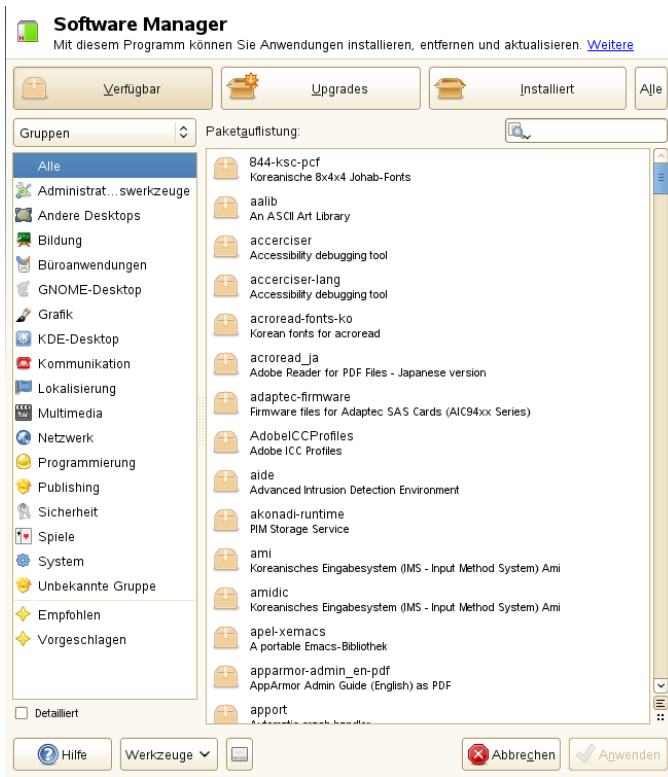 Software Manager
Mit diesem Programm können Sie Anwendungen installieren, entfernen und aktualisieren. Weitere
Verfügbar
Upgrades
Installiert
Alle
Gruppen
Paketauflistung:
Alle
Administrat...swerkzeuge
Andere Desktops
Bildung
Büroanwendungen
GNOME-Desktop
Grafik
KDE-Desktop
Kommunikation
Lokalisierung
Multimedia
Netzwerk
Programmierung
Publishing
Sicherheit
Spiele
System
Unbekannte Gruppe
Empfohlen
Vorgeschlagen
Detailliert
844-ksc-pcf
Koreanische 8x4x4 Johab-Fonts
aalib
An ASCII Art Library
accerciser
Accessibility debugging tool
accerciser-lang
Accessibility debugging tool
acroread-fonts-ko
Korean fonts for acroread
acroread_ja
Adobe Reader for PDF Files - Japanese version
adaptec-firmware
Firmware files for Adaptec SAS Cards (AIC94xx Series)
AdobeICCProfiles
Adobe ICC Profiles
aide
Advanced Intrusion Detection Environment
akonadi-runtime
PIM Storage Service
ami
Koreanisches Eingabesystem (IMS - Input Method System) Ami
amidic
Koreanisches Eingabesystem (IMS - Input Method System) Ami
apel-xemacs
A portable Emacs-Bibliothek
apparmor-admin_en-pdf
AppArmor Admin Guide (English) as PDF
apport
Automatic crash handler
Hilfe
Werkzeuge
Abbrechen
Anwenden